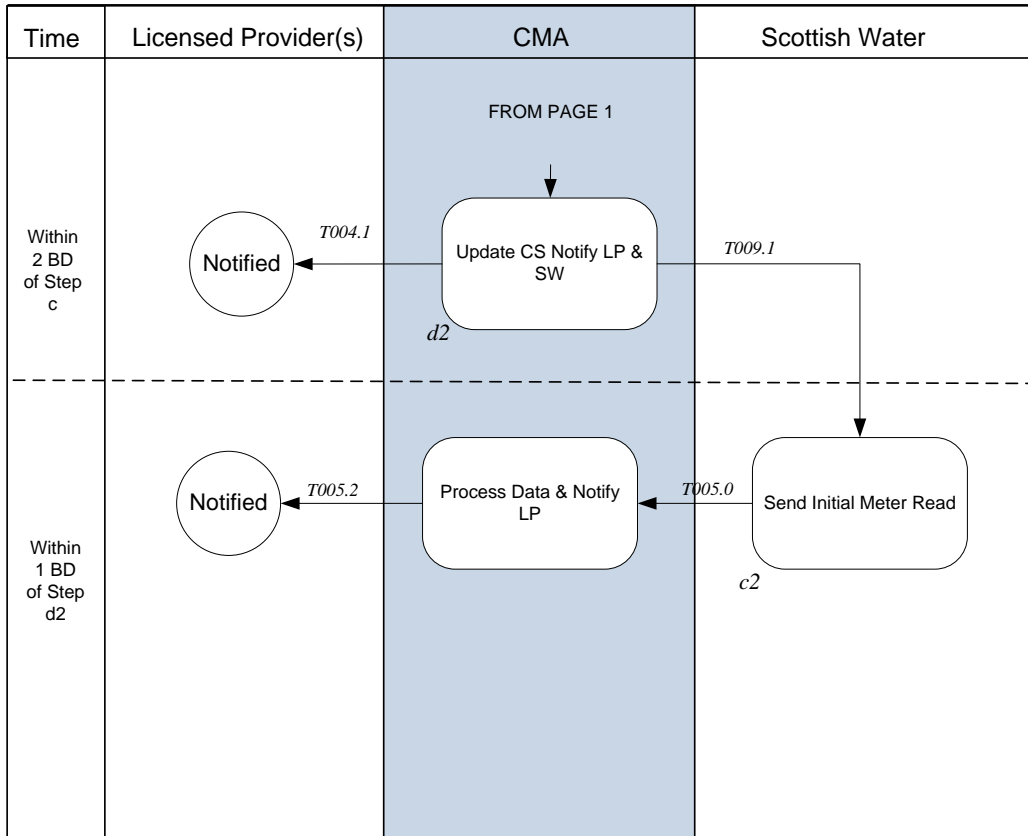 Time
Licensed Provider(s)
CMA
Scottish Water
FROM PAGE 1
Within
2 BD
of Step
c
Notified
T004.1
Update CS Notify LP &
SW
T009.1
d2
Within
1 BD
of Step
d2
Notified
T005.2
Process Data & Notify
LP
T005.0
Send Initial Meter Read
c2